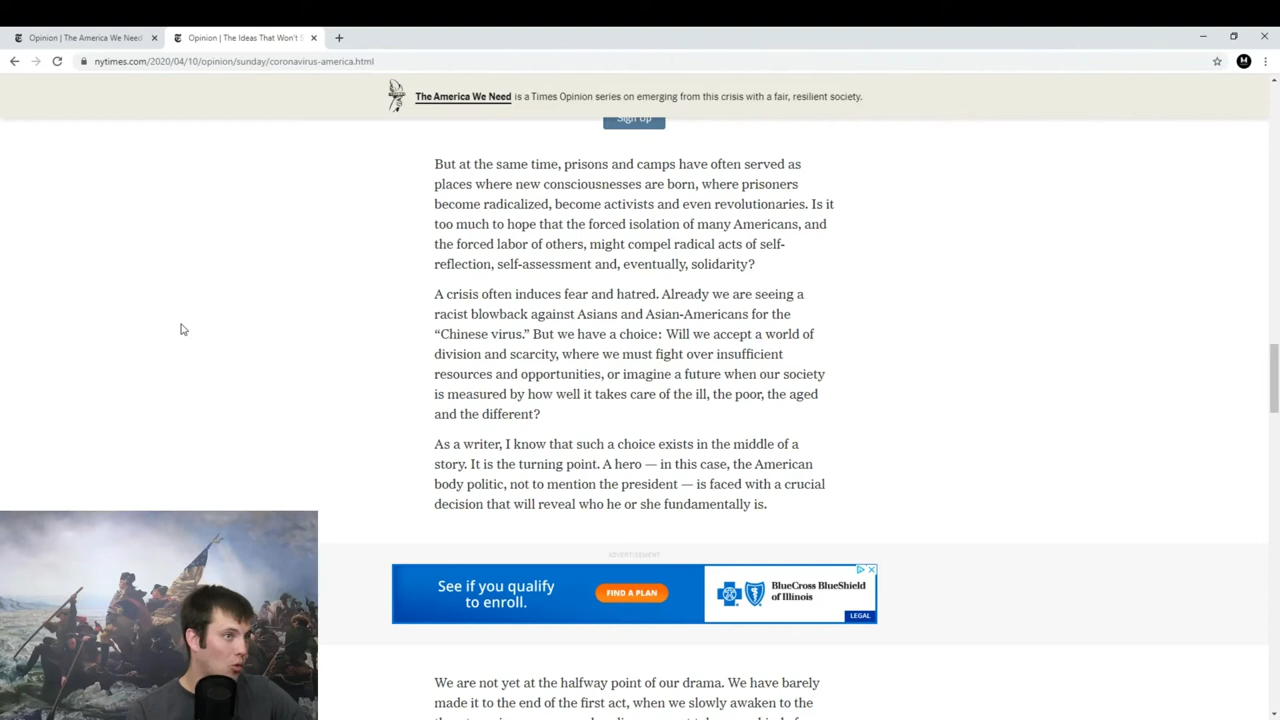 Opinion | The America We Need
Opinion | The Ideas That Won't S
nytimes.com/2020/04/10/opinion/sunday/coronavirus-america.html
The America We Need is a Times Opinion series on emerging from this crisis with a fair, resilient society.
Sign Up
But at the same time, prisons and camps have often served as
places where new consciousnesses are born, where prisoners
become radicalized, become activists and even revolutionaries. Is it
too much to hope that the forced isolation of many Americans, and
the forced labor of others, might compel radical acts of self-
reflection, self-assessment and, eventually, solidarity?
A crisis often induces fear and hatred. Already we are seeing a
racist blowback against Asians and Asian-Americans for the
“Chinese virus.” But we have a choice: Will we accept a world of
division and scarcity, where we must fight over insufficient
resources and opportunities, or imagine a future when our society
is measured by how well it takes care of the ill, the poor, the aged
and the different?
As a writer, I know that such a choice exists in the middle of a
story. It is the turning point. A hero — in this case, the American
body politic, not to mention the president — is faced with a crucial
decision that will reveal who he or she fundamentally is.
ADVERTISEMENT
See if you qualify
to enroll.
FIND A PLAN
BlueCross BlueShield
of Illinois
LEGAL
We are not yet at the halfway point of our drama. We have barely
made it to the end of the first act, when we slowly awaken to the